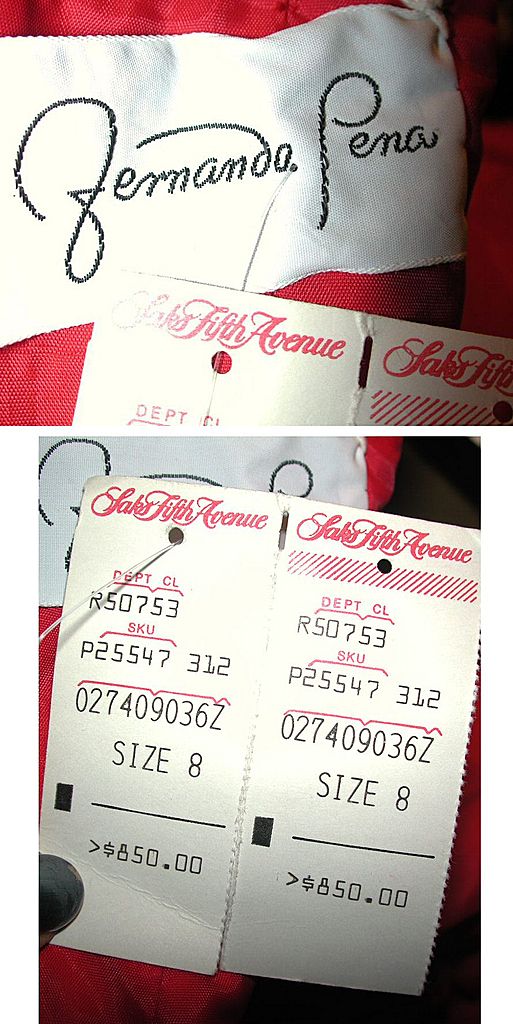 Fernando Pena
Saks Fifth Avenue
Saks Fifth
DEPT CL
Saks Fifth Avenue
DEPT CL
R50753
SKU
P25547 312
027409036Z
SIZE 8
>$850.00
Saks Fifth Avenue
DEPT CL
R50753
SKU
P25547 312
027409036Z
SIZE 8
>$850.00